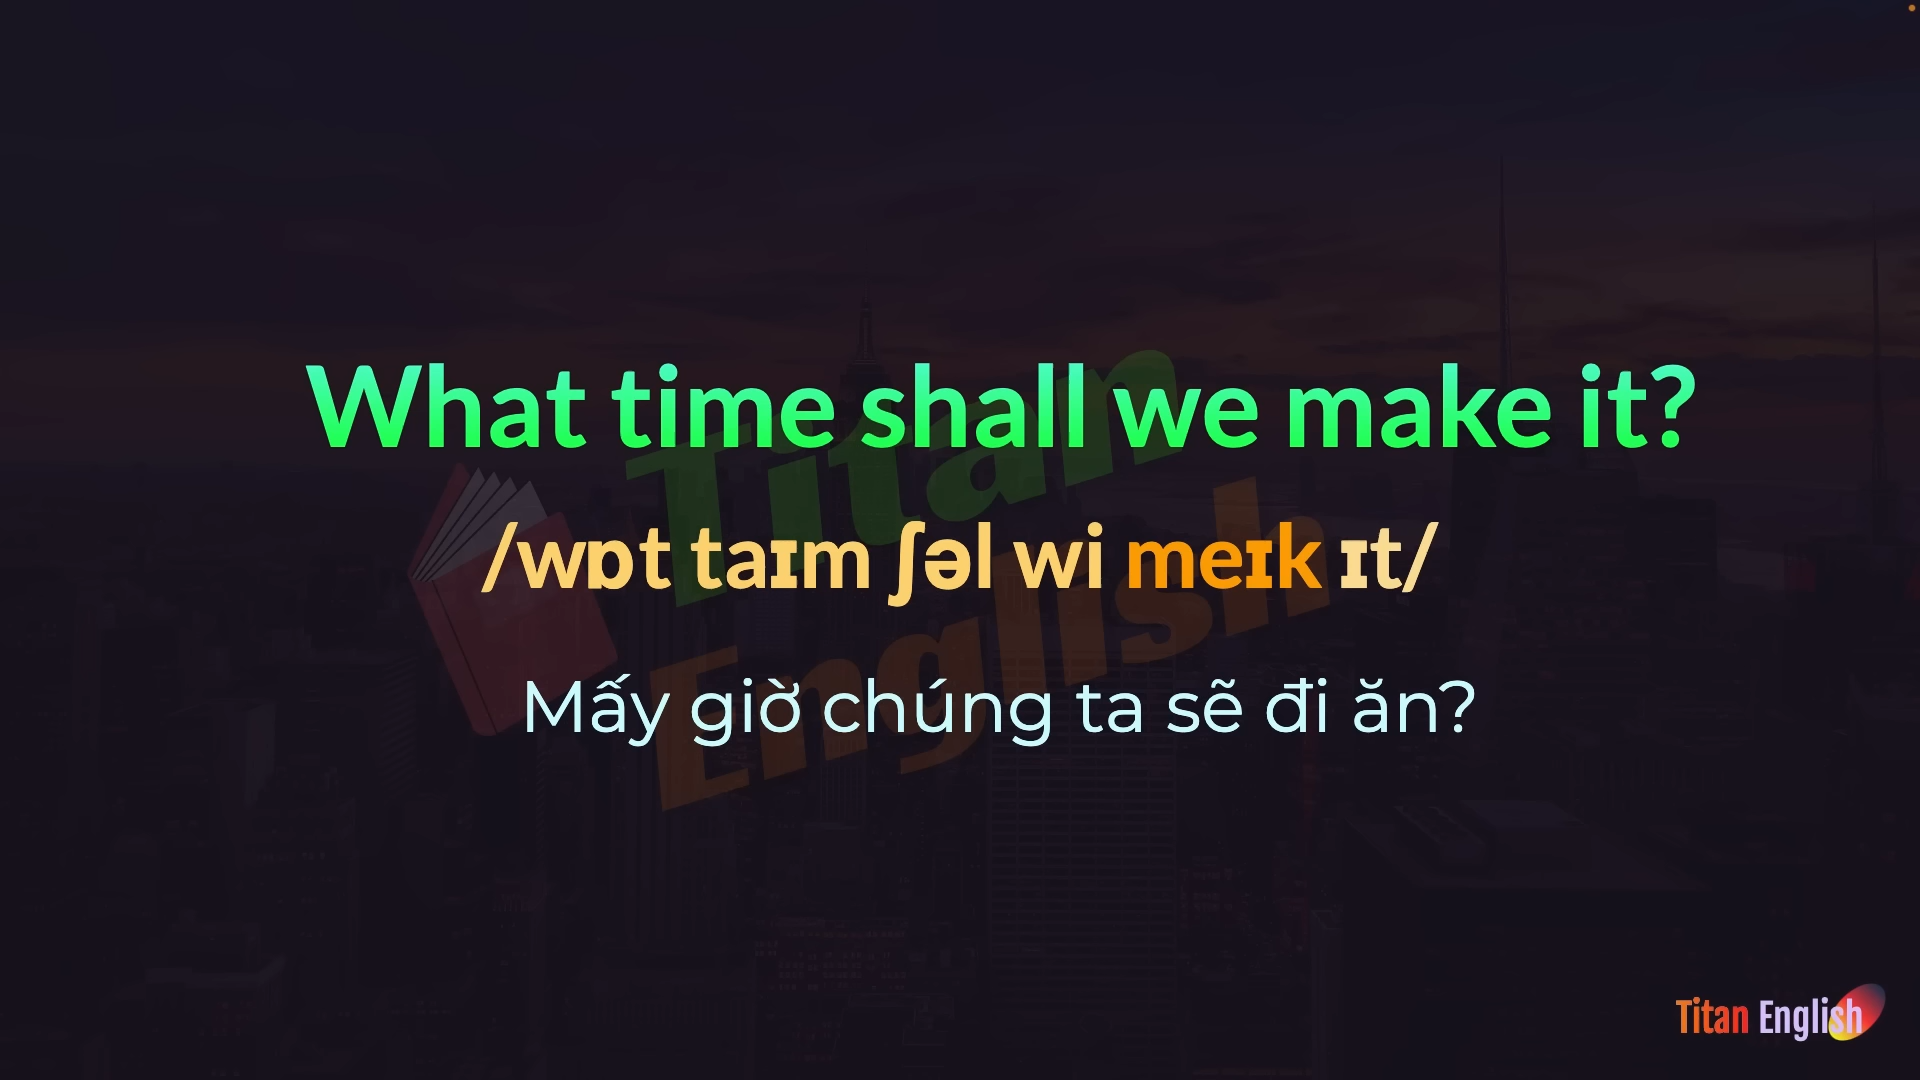 What time shall we make it?
/wɒt taɪm ʃəl wi meɪk ɪt/
Mấy giờ chúng ta sẽ đi ăn?
Titan
English
Titan English